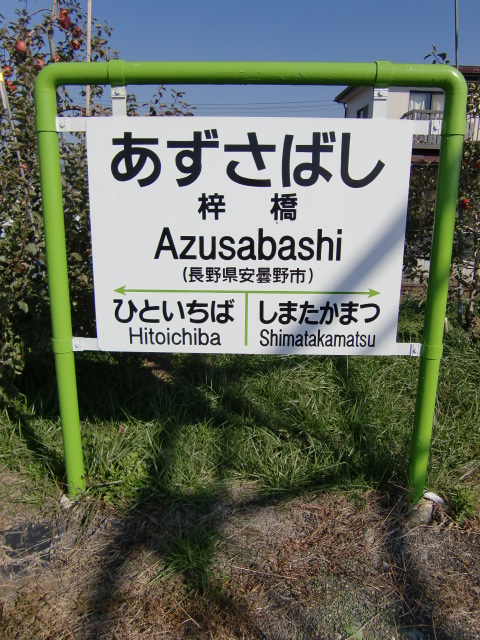 あずさばし
梓 橋
Azusabashi
(長野県安曇野市)
ひといちば しまたかまつ
Hitoichiba Shimatakamatsu